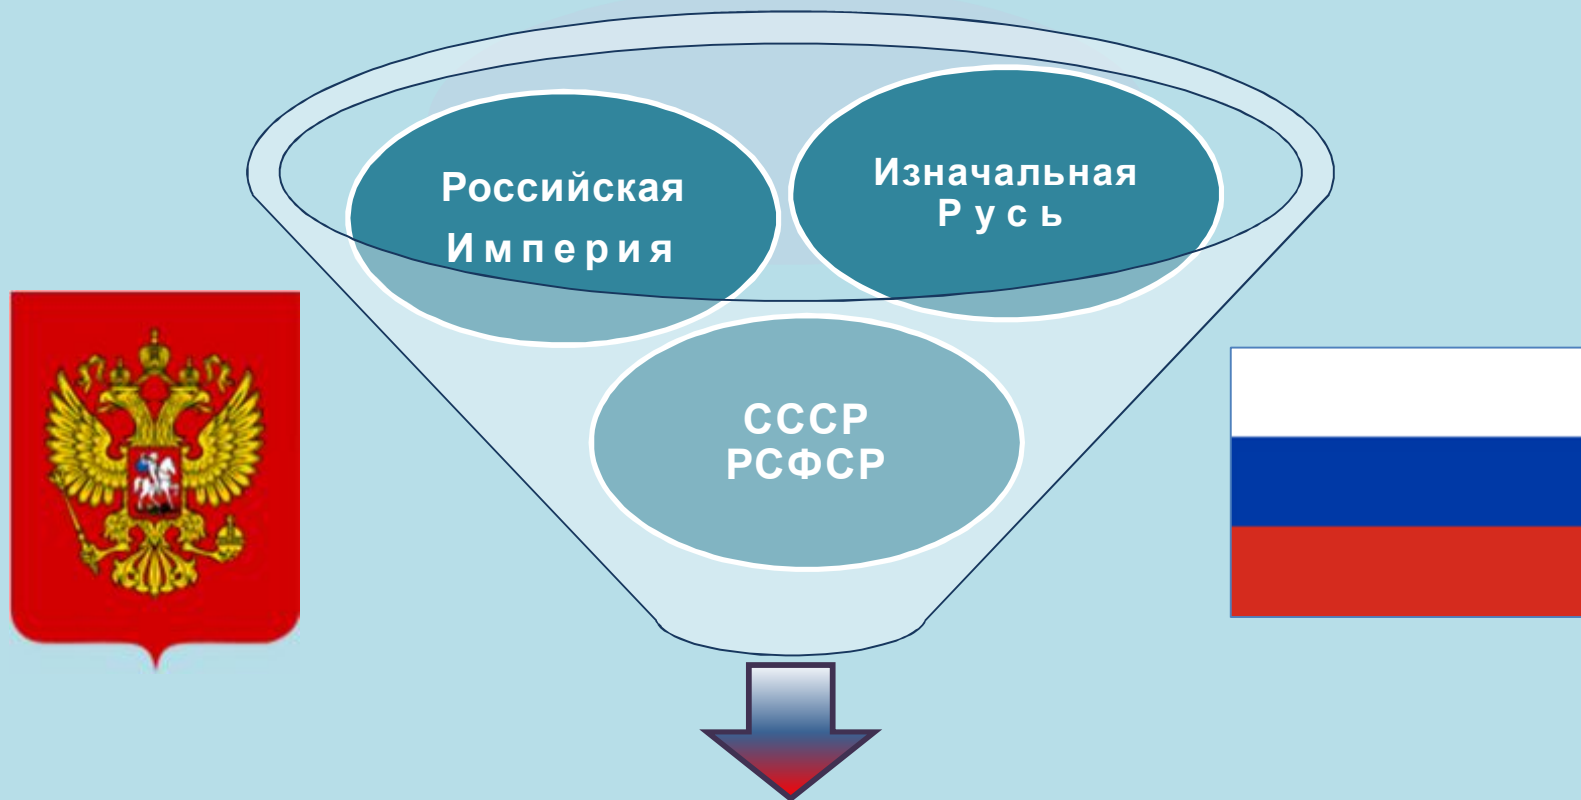 Российская
Империя
Изначальная
Русь
СССР
РСФСР